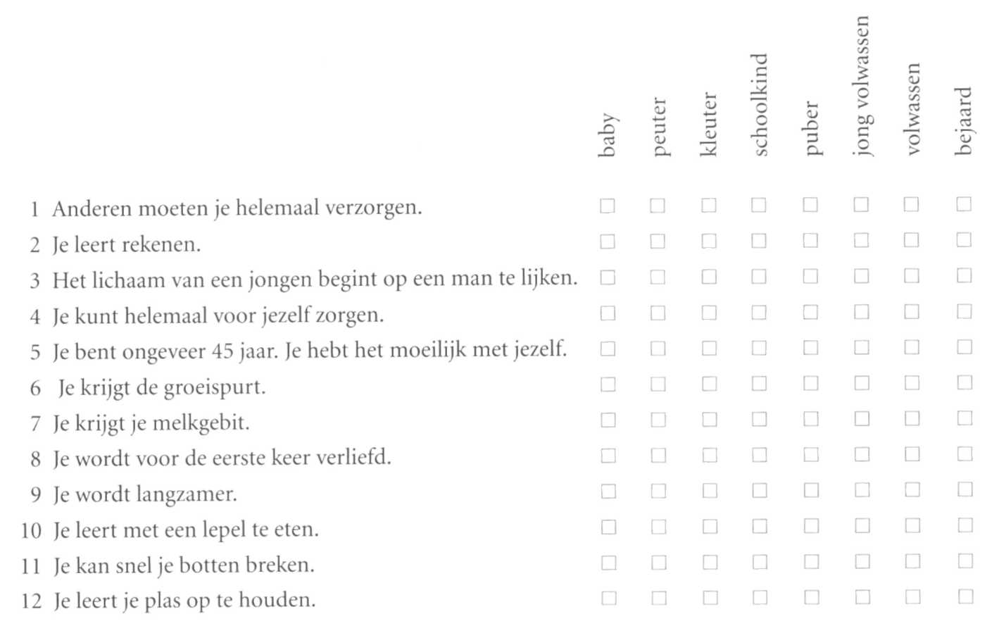 baby peuter kleuter schoolkind puber jong volwassen volwassen bejaard
1 Anderen moeten je helemaal verzorgen.
2 Je leert rekenen.
3 Het lichaam van een jongen begint op een man te lijken.
4 Je kunt helemaal voor jezelf zorgen.
5 Je bent ongeveer 45 jaar. Je hebt het moeilijk met jezelf.
6 Je krijgt de groeispurt.
7 Je krijgt je melkgebit.
8 Je wordt voor de eerste keer verliefd.
9 Je wordt langzamer.
10 Je leert met een lepel te eten.
11 Je kan snel je botten breken.
12 Je leert je plas op te houden.